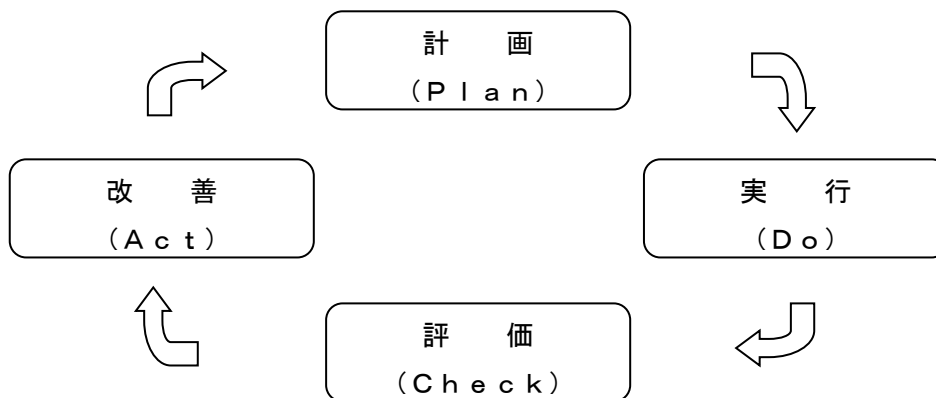 計　画
（Ｐｌａｎ）
改　善
（Ａｃｔ）
実　行
（Ｄｏ）
評　価
（Ｃｈｅｃｋ）